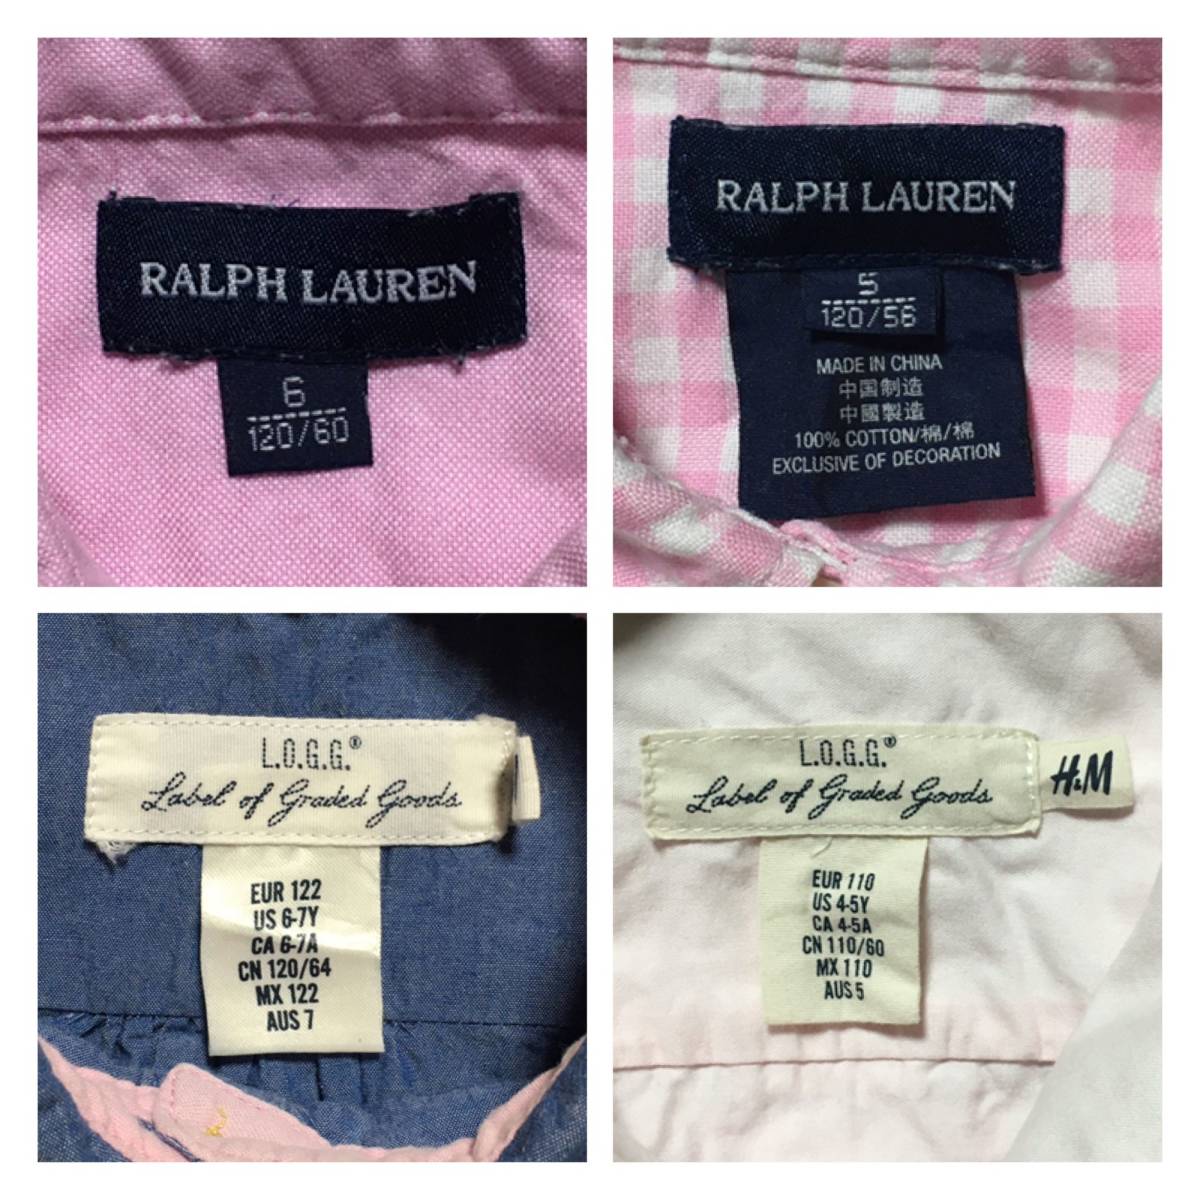 RALPH LAUREN
6
120/60
RALPH LAUREN
5
120/56
MADE IN CHINA
中国制造
中國製造
100% COTTON/棉/棉
EXCLUSIVE OF DECORATION
L.O.G.G.®
Label of Graded Goods
EUR 122
US 6-7Y
CA 6-7A
CN 120/64
MX 122
AUS 7
L.O.G.G.®
Label of Graded Goods
H&M
EUR 110
US 4-5Y
CA 4-5A
CN 110/60
MX 110
AUS 5